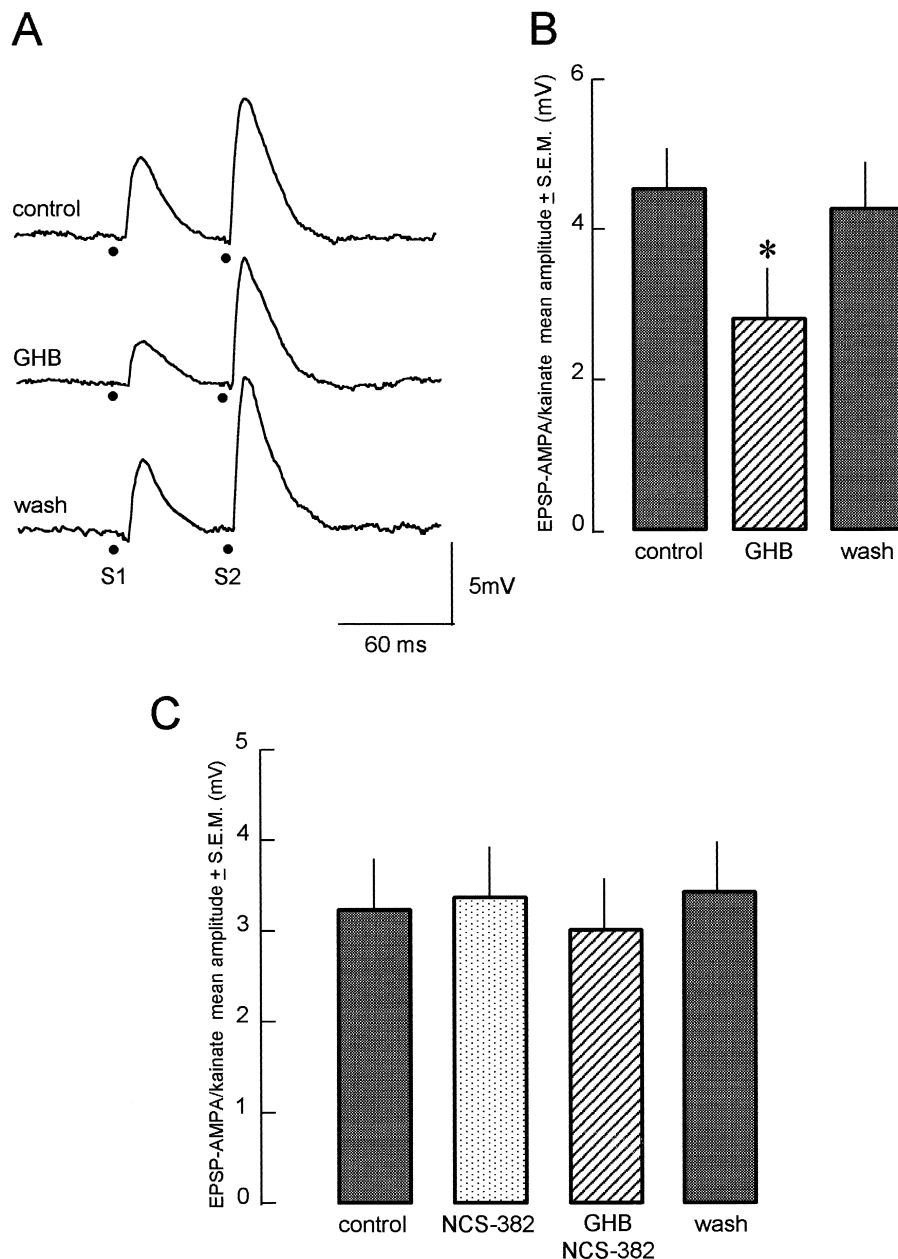 A
control
GHB
wash
S1 S2
5mV
60 ms
B
EPSP-AMPA/kainate mean amplitude ± S.E.M. (mV)
6
4
2
0
*
control GHB wash
C
EPSP-AMPA/kainate mean amplitude ± S.E.M. (mV)
5
4
3
2
1
0
control NCS-382 GHB wash
NCS-382